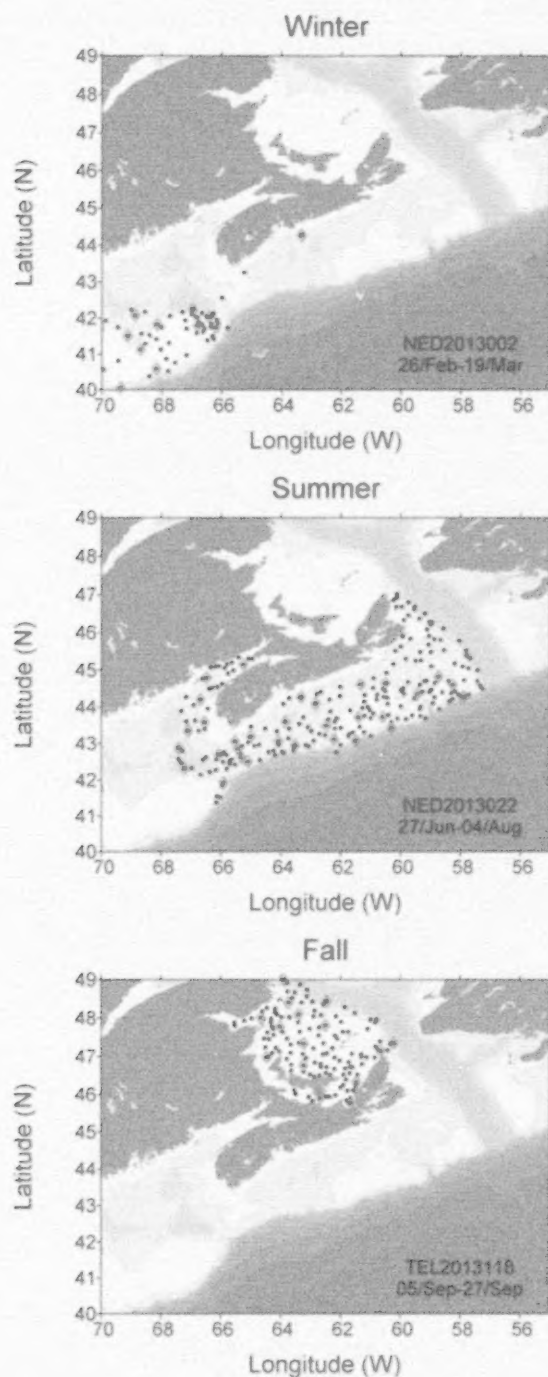 Winter
49
48
47
46
45
44
43
42
41
40
Latitude (N)
NED2013002
26/Feb-19/Mar
70 68 66 64 62 60 58 56
Longitude (W)
Summer
49
48
47
46
45
44
43
42
41
40
Latitude (N)
NED2013022
27/Jun-04/Aug
70 68 66 64 62 60 58 56
Longitude (W)
Fall
49
48
47
46
45
44
43
42
41
40
Latitude (N)
TEL2013118
05/Sep-27/Sep
70 68 66 64 62 60 58 56
Longitude (W)